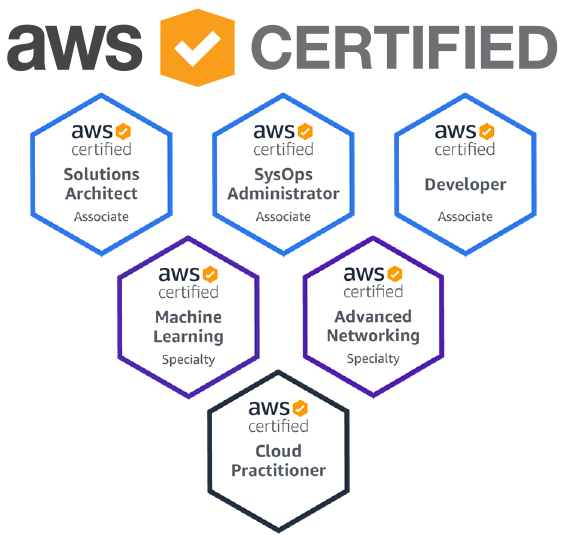 aws CERTIFIED
aws
certified
Solutions
Architect
Associate
aws
certified
SysOps
Administrator
Associate
aws
certified
Developer
Associate
aws
certified
Machine
Learning
Specialty
aws
certified
Advanced
Networking
Specialty
aws
certified
Cloud
Practitioner